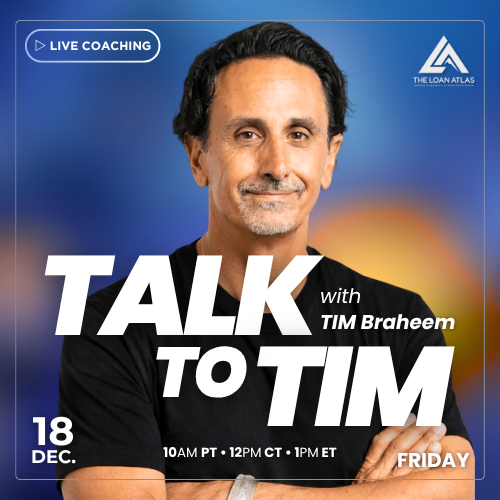 LIVE COACHING
THE LOAN ATLAS
TALK
with
TIM Braheem
TO TIM
18
DEC.
10AM PT • 12PM CT • 1PM ET
FRIDAY